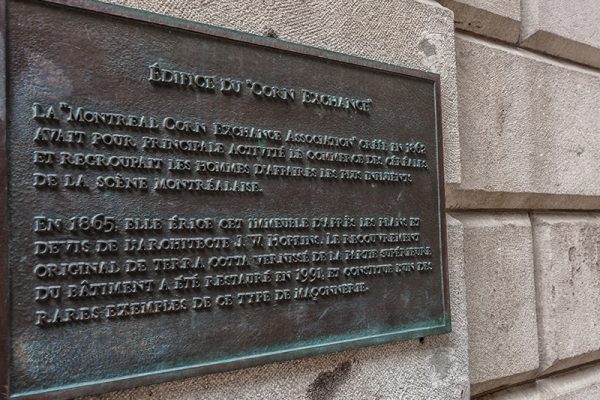 ÉDIFICE DU "CORN EXCHANGE"
LA "MONTREAL CORN EXCHANGE ASSOCIATION" CRÉÉE EN 1862
AVAIT POUR PRINCIPALE ACTIVITÉ LE COMMERCE DES CÉRÉALES
ET REGROUPAIT LES HOMMES D'AFFAIRES LES PLUS INFLUENTS
DE LA SCÈNE MONTRÉALAISE.
EN 1865, ELLE ÉRIGE CET IMMEUBLE D'APRÈS LES PLANS ET
DEVIS DE L'ARCHITECTE J. W. HOPKINS. LE RECOUVREMENT
ORIGINAL DE TERRA COTTA VERNISSÉ DE LA PARTIE SUPÉRIEURE
DU BÂTIMENT A ÉTÉ RESTAURÉ EN 1991, ET CONSTITUE L'UN DES
RARES EXEMPLES DE CE TYPE DE MAÇONNERIE.